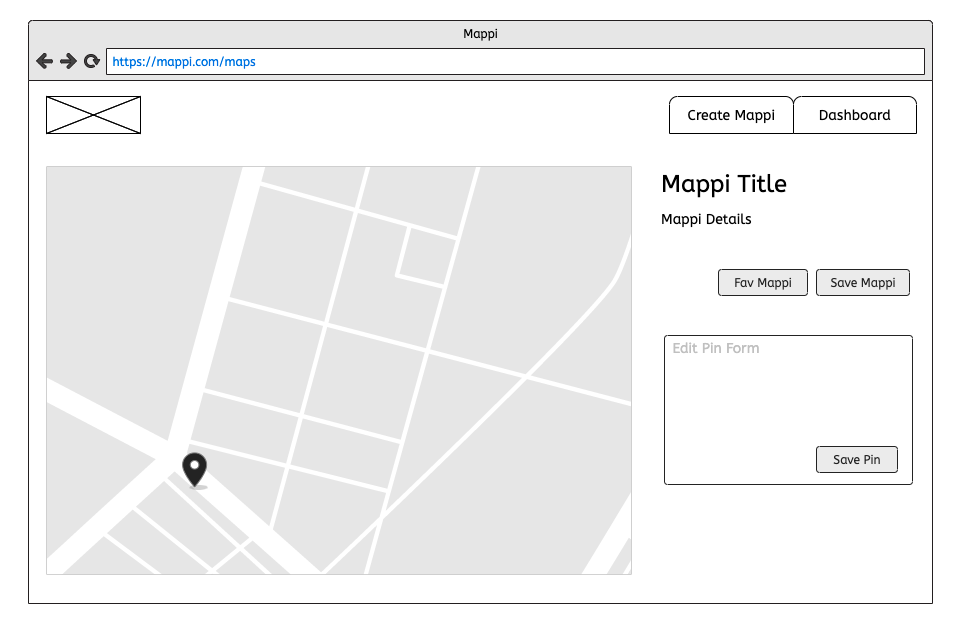 Mappi
https://mappi.com/maps
Create Mappi
Dashboard
Mappi Title
Mappi Details
Fav Mappi
Save Mappi
Edit Pin Form
Save Pin